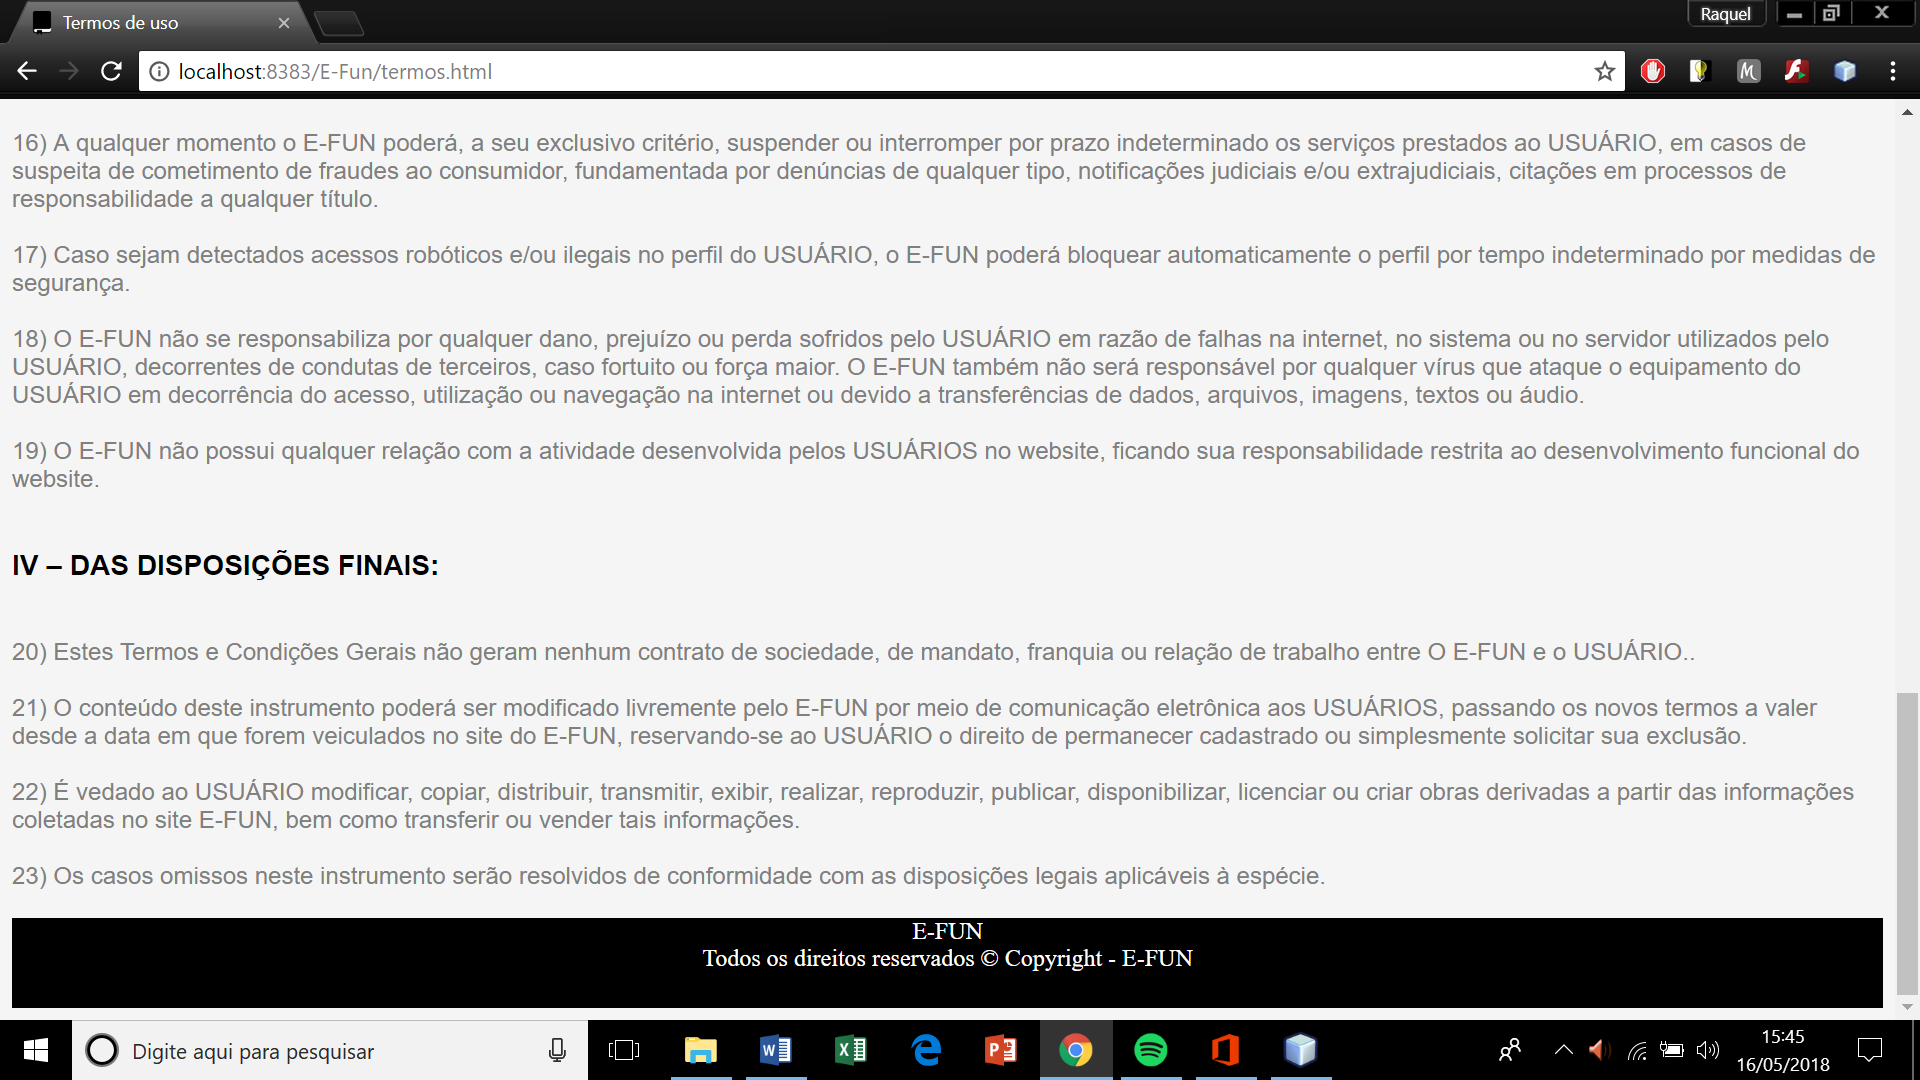 Termos de uso
Raquel
localhost:8383/E-Fun/termos.html
16) A qualquer momento o E-FUN poderá, a seu exclusivo critério, suspender ou interromper por prazo indeterminado os serviços prestados ao USUÁRIO, em casos de
suspeita de cometimento de fraudes ao consumidor, fundamentada por denúncias de qualquer tipo, notificações judiciais e/ou extrajudiciais, citações em processos de
responsabilidade a qualquer título.
17) Caso sejam detectados acessos robóticos e/ou ilegais no perfil do USUÁRIO, o E-FUN poderá bloquear automaticamente o perfil por tempo indeterminado por medidas de
segurança.
18) O E-FUN não se responsabiliza por qualquer dano, prejuízo ou perda sofridos pelo USUÁRIO em razão de falhas na internet, no sistema ou no servidor utilizados pelo
USUÁRIO, decorrentes de condutas de terceiros, caso fortuito ou força maior. O E-FUN também não será responsável por qualquer vírus que ataque o equipamento do
USUÁRIO em decorrência do acesso, utilização ou navegação na internet ou devido a transferências de dados, arquivos, imagens, textos ou áudio.
19) O E-FUN não possui qualquer relação com a atividade desenvolvida pelos USUÁRIOS no website, ficando sua responsabilidade restrita ao desenvolvimento funcional do
website.
IV – DAS DISPOSIÇÕES FINAIS:
20) Estes Termos e Condições Gerais não geram nenhum contrato de sociedade, de mandato, franquia ou relação de trabalho entre O E-FUN e o USUÁRIO..
21) O conteúdo deste instrumento poderá ser modificado livremente pelo E-FUN por meio de comunicação eletrônica aos USUÁRIOS, passando os novos termos a valer
desde a data em que forem veiculados no site do E-FUN, reservando-se ao USUÁRIO o direito de permanecer cadastrado ou simplesmente solicitar sua exclusão.
22) É vedado ao USUÁRIO modificar, copiar, distribuir, transmitir, exibir, realizar, reproduzir, publicar, disponibilizar, licenciar ou criar obras derivadas a partir das informações
coletadas no site E-FUN, bem como transferir ou vender tais informações.
23) Os casos omissos neste instrumento serão resolvidos de conformidade com as disposições legais aplicáveis à espécie.
E-FUN
Todos os direitos reservados © Copyright - E-FUN
Digite aqui para pesquisar
15:45
16/05/2018